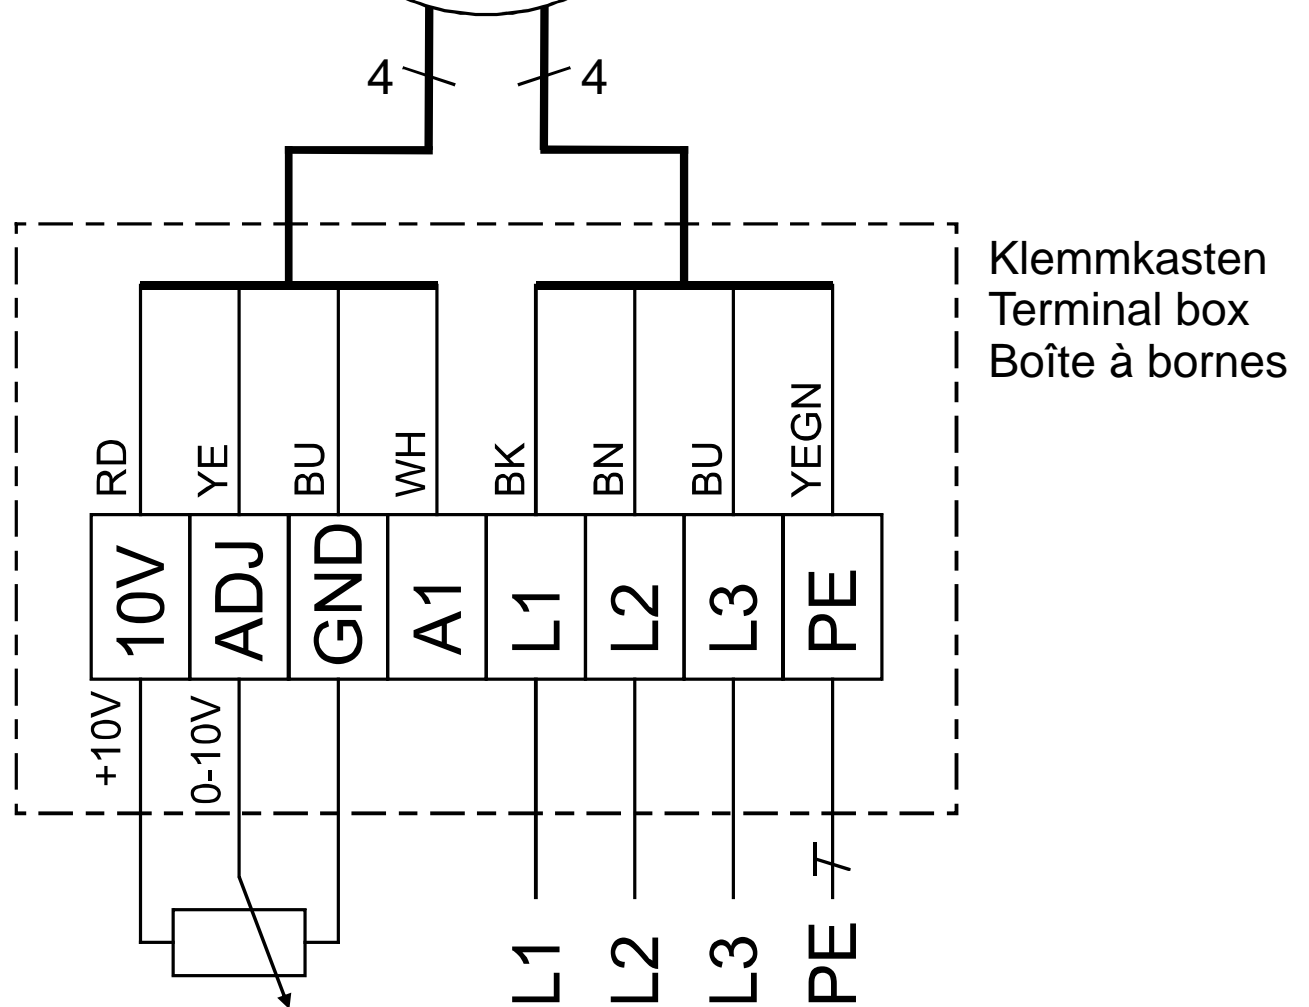 4 4
Klemmkasten
Terminal box
Boîte à bornes
RD YE BU WH BK BN BU YEGN
10V ADJ GND A1 L1 L2 L3 PE
+10V 0-10V
L1 L2 L3 PE